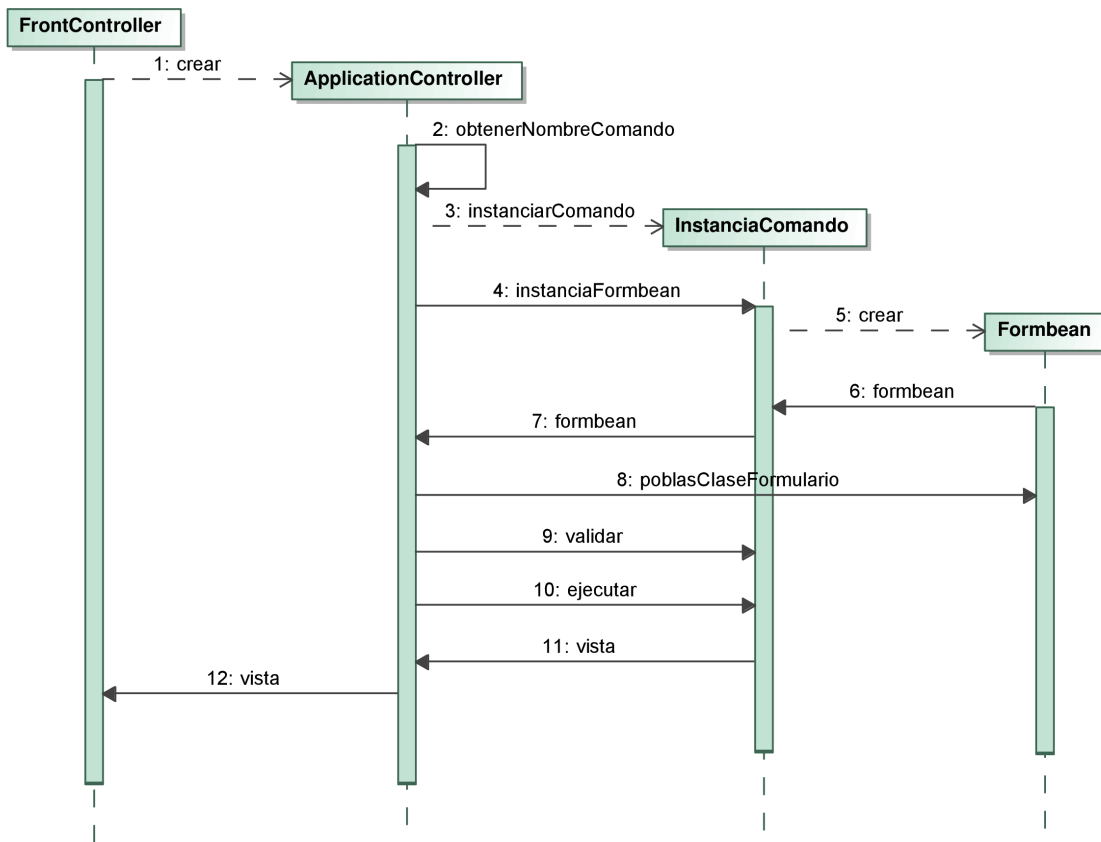 FrontController
1: crear
ApplicationController
2: obtenerNombreComando
3: instanciarComando
InstanciaComando
4: instanciaFormbean
5: crear
Formbean
6: formbean
7: formbean
8: poblasClaseFormulario
9: validar
10: ejecutar
11: vista
12: vista